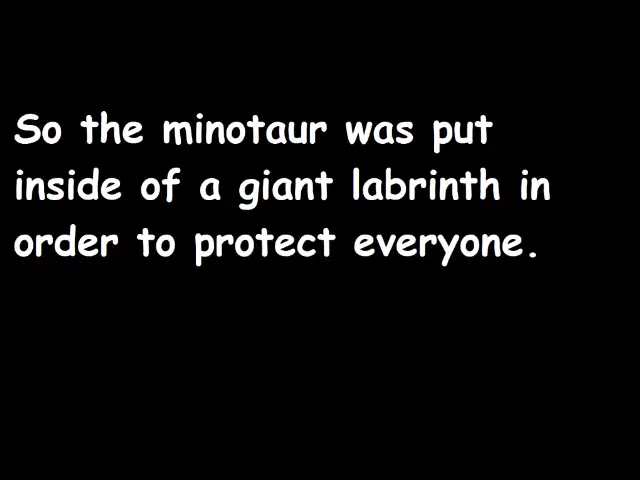 So the minotaur was put
inside of a giant labrinth in
order to protect everyone.